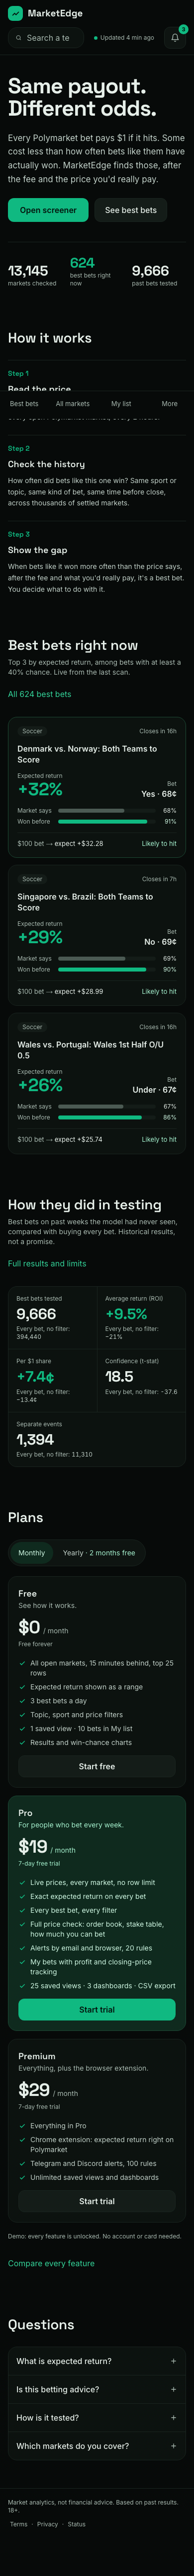 MarketEdge
Search a te
Updated 4 min ago
3
Same payout.
Different odds.
Every Polymarket bet pays $1 if it hits. Some
cost less than how often bets like them have
actually won. MarketEdge finds those, after
the fee and the price you'd really pay.
Open screener
See best bets
13,145
markets checked
624
best bets right
now
9,666
past bets tested
How it works
Step 1
Read the price
Best bets
All markets
My list
More
Step 2
Check the history
How often did bets like this one win? Same sport or
topic, same kind of bet, same time before close,
across thousands of settled markets.
Step 3
Show the gap
When bets like it won more often than the price says,
after the fee and what you'd really pay, it's a best bet.
You decide what to do with it.
Best bets right now
Top 3 by expected return, among bets with at least a
40% chance. Live from the last scan.
All 624 best bets
Soccer
Closes in 16h
Denmark vs. Norway: Both Teams to
Score
Expected return
+32%
Bet
Yes · 68¢
Market says
68%
Won before
91%
$100 bet → expect +$32.28
Likely to hit
Soccer
Closes in 7h
Singapore vs. Brazil: Both Teams to
Score
Expected return
+29%
Bet
No · 69¢
Market says
69%
Won before
90%
$100 bet → expect +$28.99
Likely to hit
Soccer
Closes in 16h
Wales vs. Portugal: Wales 1st Half O/U
0.5
Expected return
+26%
Bet
Under · 67¢
Market says
67%
Won before
86%
$100 bet → expect +$25.74
Likely to hit
How they did in testing
Best bets on past weeks the model had never seen,
compared with buying every bet. Historical results,
not a promise.
Full results and limits
Best bets tested
9,666
Every bet, no filter:
394,440
Average return (ROI)
+9.5%
Every bet, no filter:
−21%
Per $1 share
+7.4¢
Every bet, no filter:
−13.4¢
Confidence (t-stat)
18.5
Every bet, no filter: -37.6
Separate events
1,394
Every bet, no filter: 11,310
Plans
Monthly
Yearly · 2 months free
Free
See how it works.
$0 / month
Free forever
All open markets, 15 minutes behind, top 25
rows
Expected return shown as a range
3 best bets a day
Topic, sport and price filters
1 saved view · 10 bets in My list
Results and win-chance charts
Start free
Pro
For people who bet every week.
$19 / month
7-day free trial
Live prices, every market, no row limit
Exact expected return on every bet
Every best bet, every filter
Full price check: order book, stake table,
how much you can bet
Alerts by email and browser, 20 rules
My bets with profit and closing-price
tracking
25 saved views · 3 dashboards · CSV export
Start trial
Premium
Everything, plus the browser extension.
$29 / month
7-day free trial
Everything in Pro
Chrome extension: expected return right on
Polymarket
Telegram and Discord alerts, 100 rules
Unlimited saved views and dashboards
Start trial
Demo: every feature is unlocked. No account or card needed.
Compare every feature
Questions
What is expected return?
Is this betting advice?
How is it tested?
Which markets do you cover?
Market analytics, not financial advice. Based on past results.
18+.
Terms · Privacy · Status